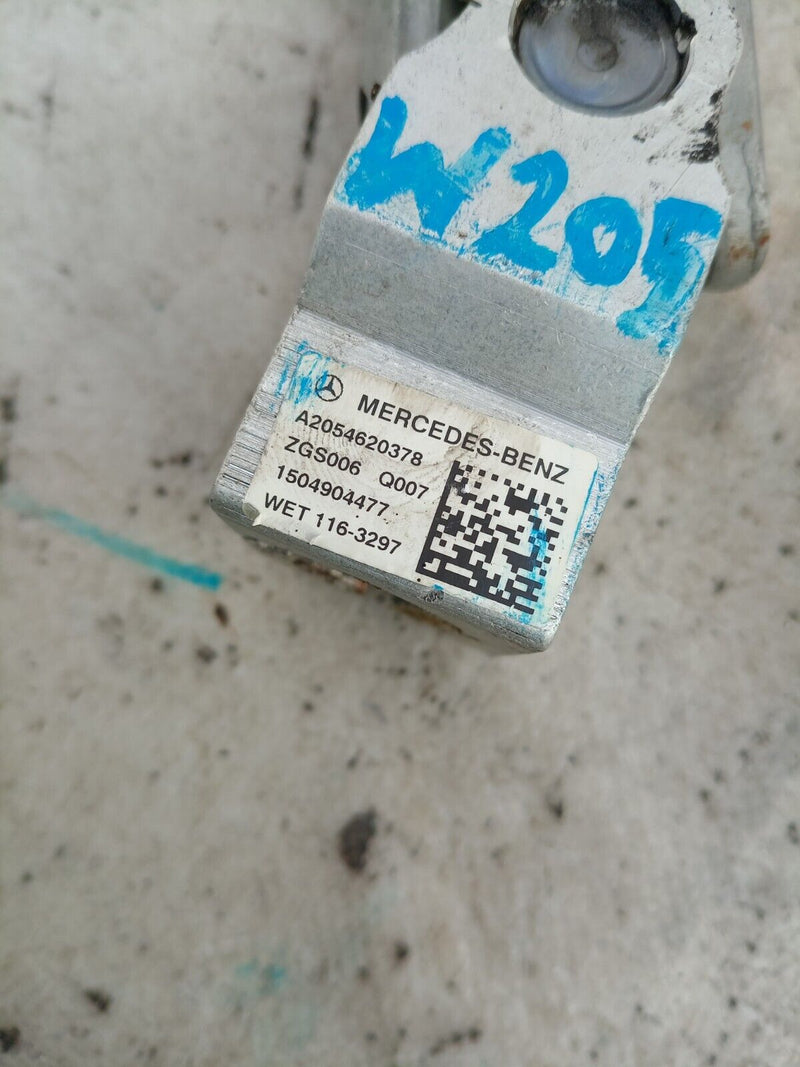 W205
MERCEDES-BENZ
A2054620378
ZGS006 Q007
1504904477
WET 116-3297